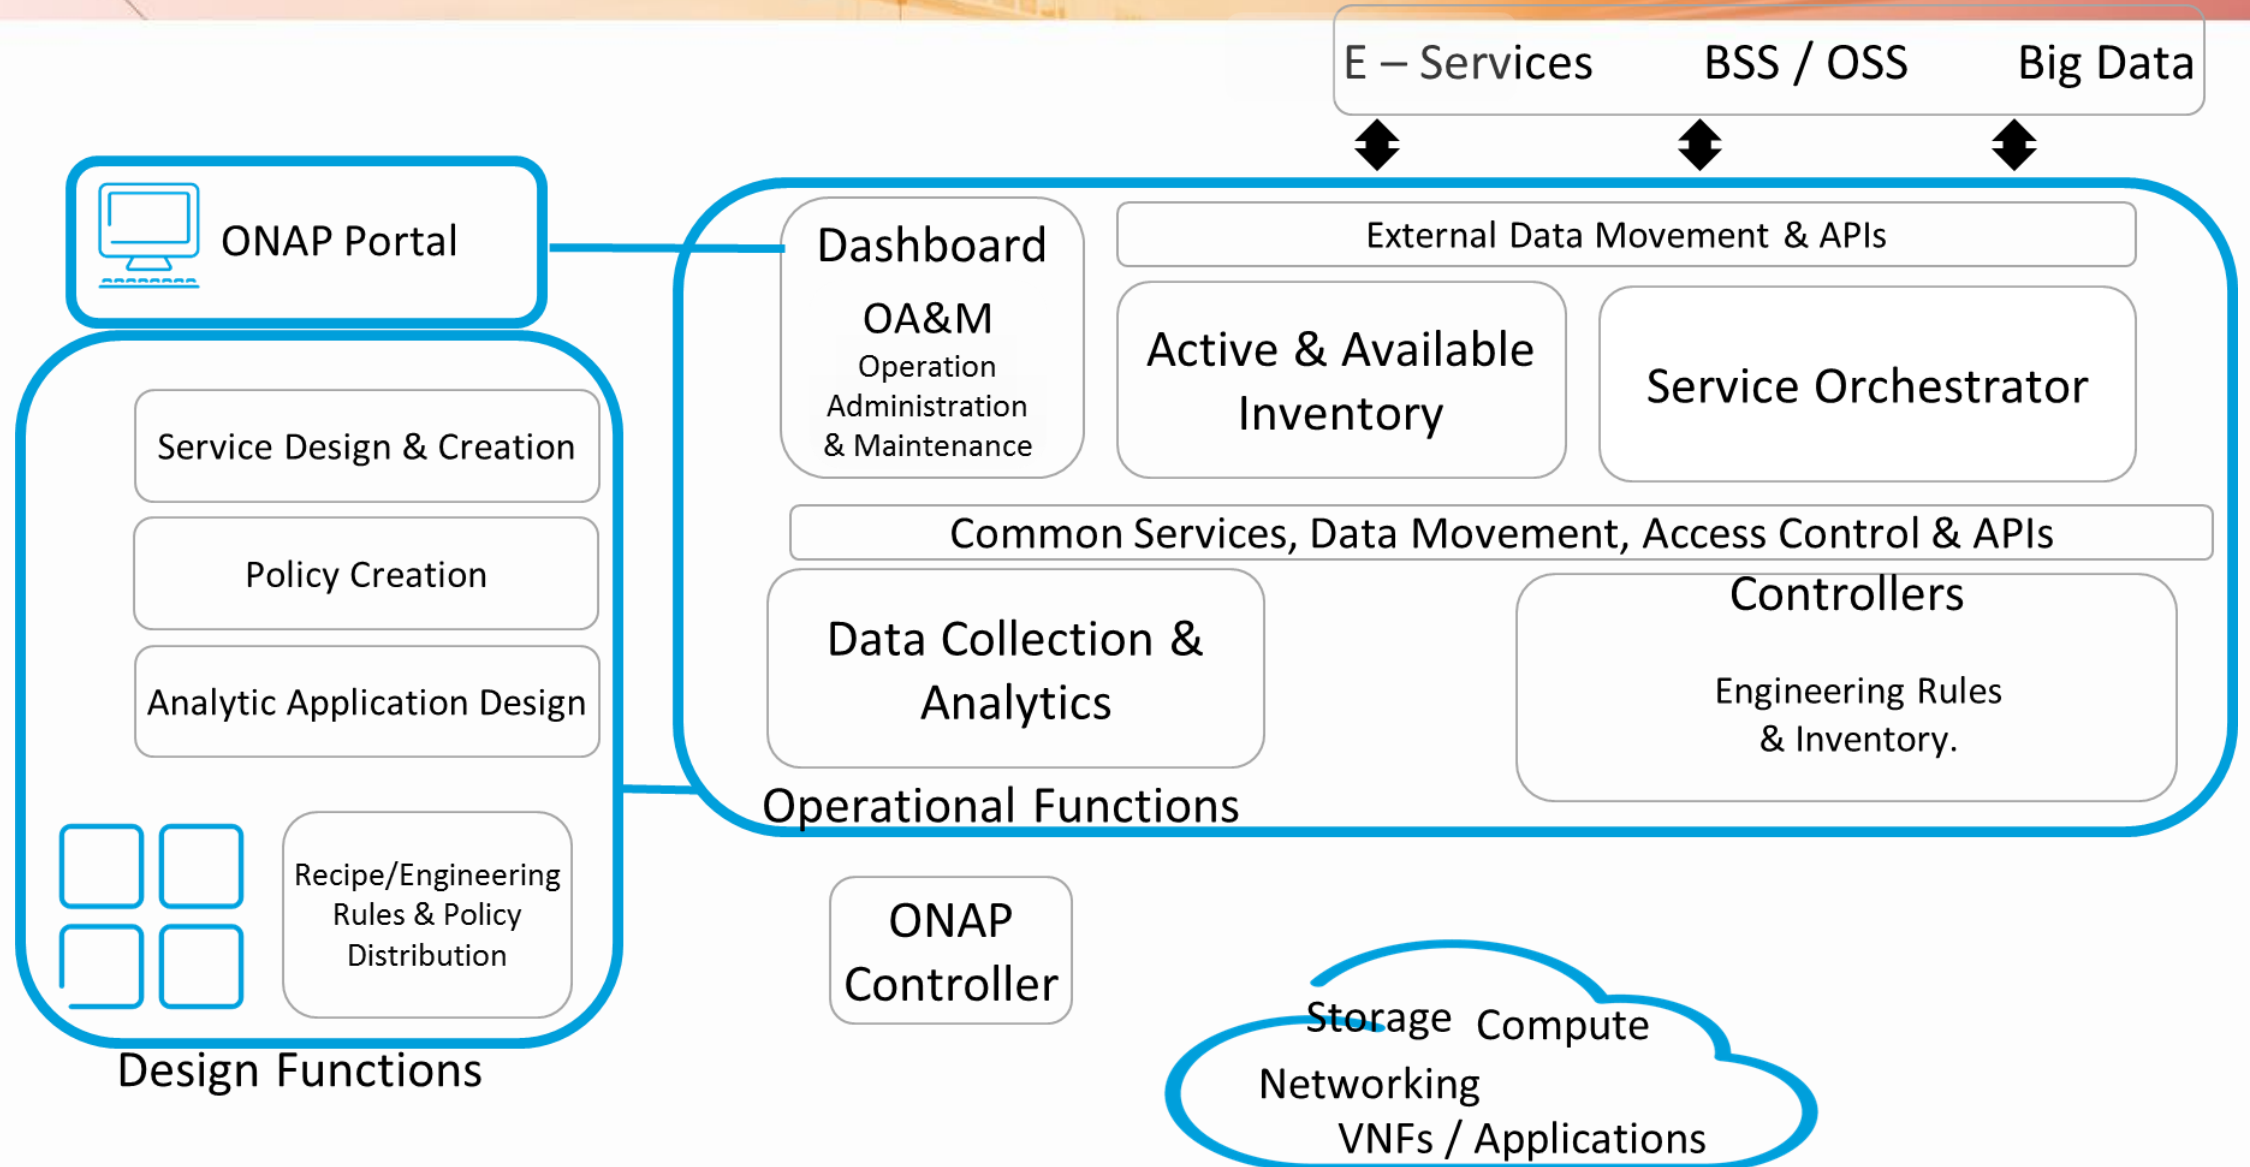 E – Services
BSS / OSS
Big Data
ONAP Portal
Dashboard
OA&M
Operation
Administration
& Maintenance
External Data Movement & APIs
Active & Available
Inventory
Service Orchestrator
Common Services, Data Movement, Access Control & APIs
Data Collection &
Analytics
Controllers
Engineering Rules
& Inventory.
Operational Functions
Service Design & Creation
Policy Creation
Analytic Application Design
Recipe/Engineering
Rules & Policy
Distribution
Design Functions
ONAP
Controller
Storage
Compute
Networking
VNFs / Applications